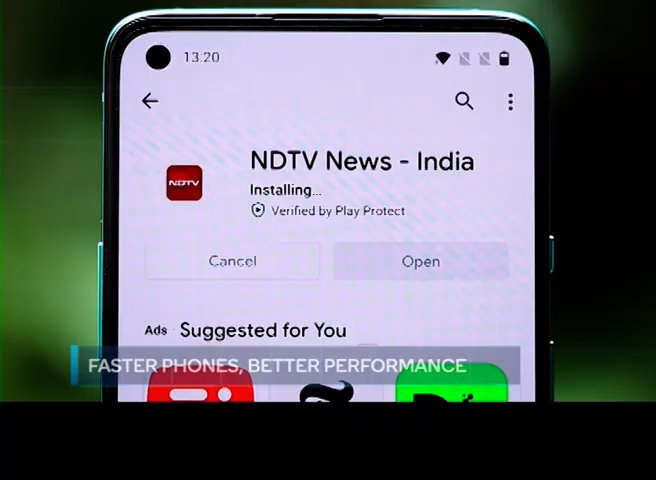 13:20
NDTV News - India
NDTV
Installing...
Verified by Play Protect
Cancel
Open
Ads · Suggested for You
FASTER PHONES, BETTER PERFORMANCE